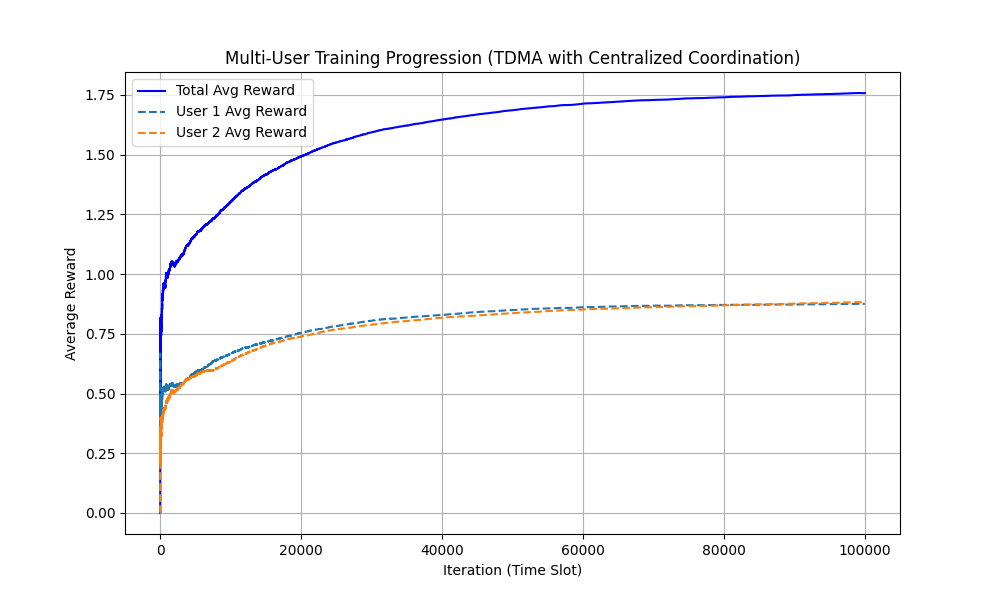 Multi-User Training Progression (TDMA with Centralized Coordination)
Total Avg Reward
User 1 Avg Reward
User 2 Avg Reward
Average Reward
1.75
1.50
1.25
1.00
0.75
0.50
0.25
0.00
0 20000 40000 60000 80000 100000
Iteration (Time Slot)